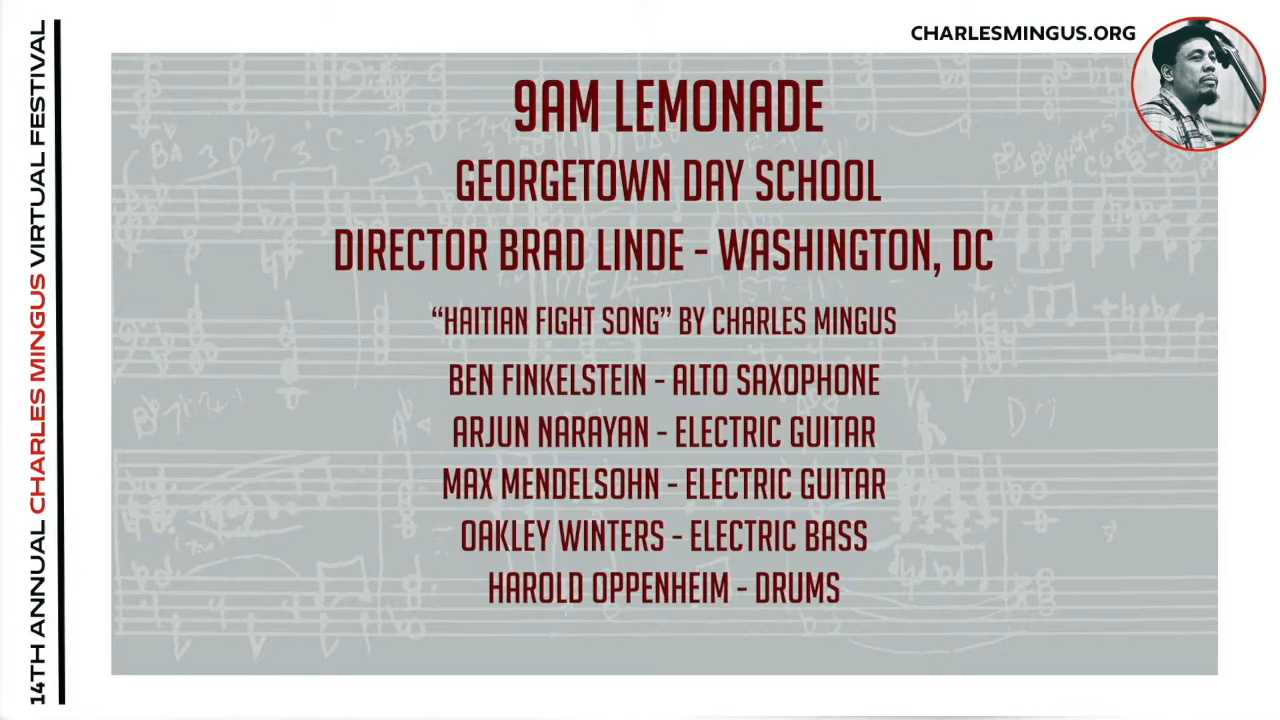 14TH ANNUAL CHARLES MINGUS VIRTUAL FESTIVAL
CHARLESMINGUS.ORG
9AM LEMONADE
GEORGETOWN DAY SCHOOL
DIRECTOR BRAD LINDE - WASHINGTON, DC
“HAITIAN FIGHT SONG” BY CHARLES MINGUS
BEN FINKELSTEIN - ALTO SAXOPHONE
ARJUN NARAYAN - ELECTRIC GUITAR
MAX MENDELSOHN - ELECTRIC GUITAR
OAKLEY WINTERS - ELECTRIC BASS
HAROLD OPPENHEIM - DRUMS